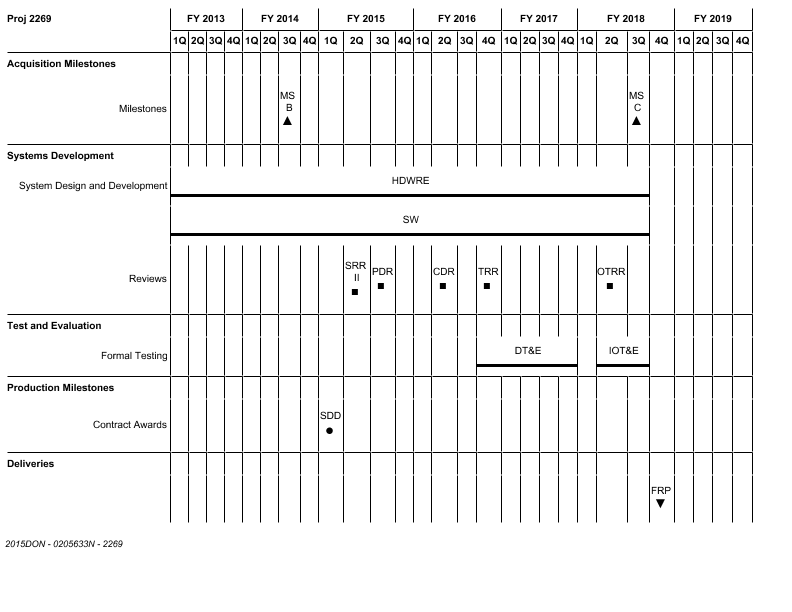 Proj 2269 FY 2013 FY 2014 FY 2015 FY 2016 FY 2017 FY 2018 FY 2019
1Q 2Q 3Q 4Q 1Q 2Q 3Q 4Q 1Q 2Q 3Q 4Q 1Q 2Q 3Q 4Q 1Q 2Q 3Q 4Q 1Q 2Q 3Q 4Q 1Q 2Q 3Q 4Q
Acquisition Milestones
Milestones MS B MS C
Systems Development
System Design and Development HDWRE
SW
Reviews SRR II PDR CDR TRR OTRR
Test and Evaluation
Formal Testing DT&E IOT&E
Production Milestones
Contract Awards SDD
Deliveries
FRP
2015DON - 0205633N - 2269